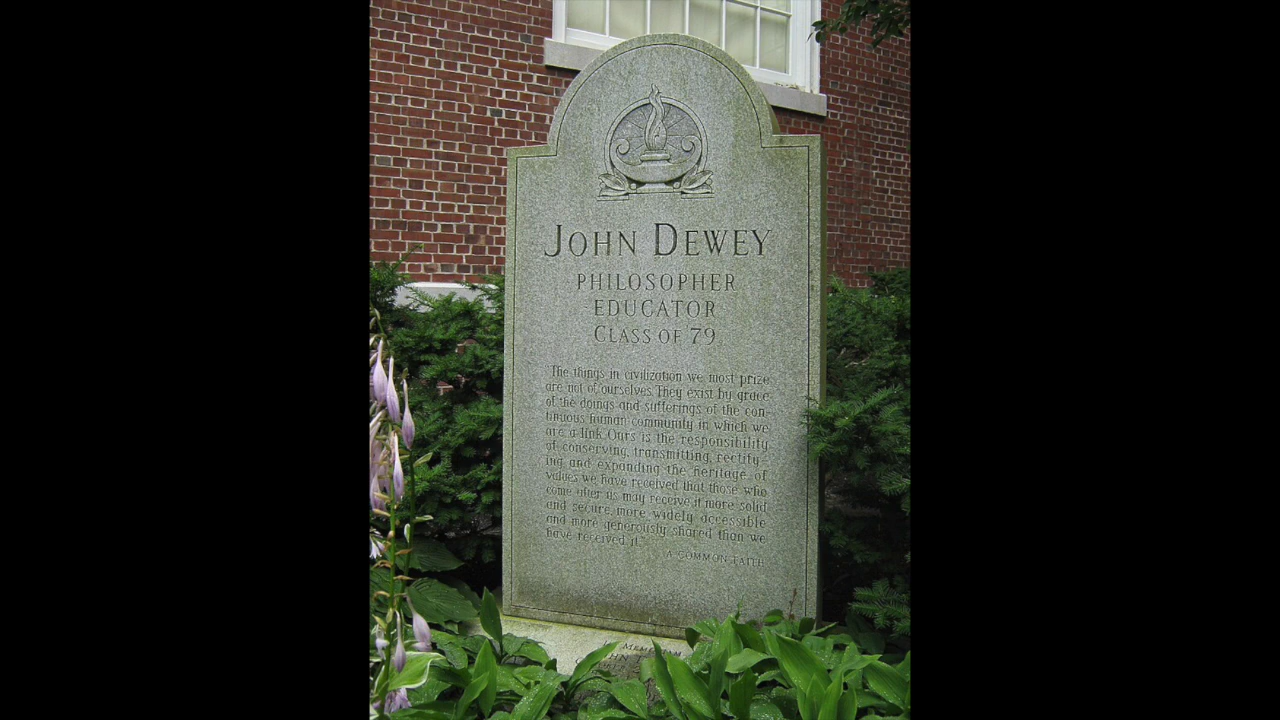 JOHN DEWEY
PHILOSOPHER
EDUCATOR
CLASS OF '79
"The things in civilization we most prize
are not of ourselves. They exist by grace
of the doings and sufferings of the con-
tinuous human community in which we
are a link. Ours is the responsibility
of conserving, transmitting, rectify-
ing and expanding the heritage of
values we have received that those who
come after us may receive it more solid
and secure, more widely accessible
and more generously shared than we
have received it."
A COMMON FAITH
MEMORIAM